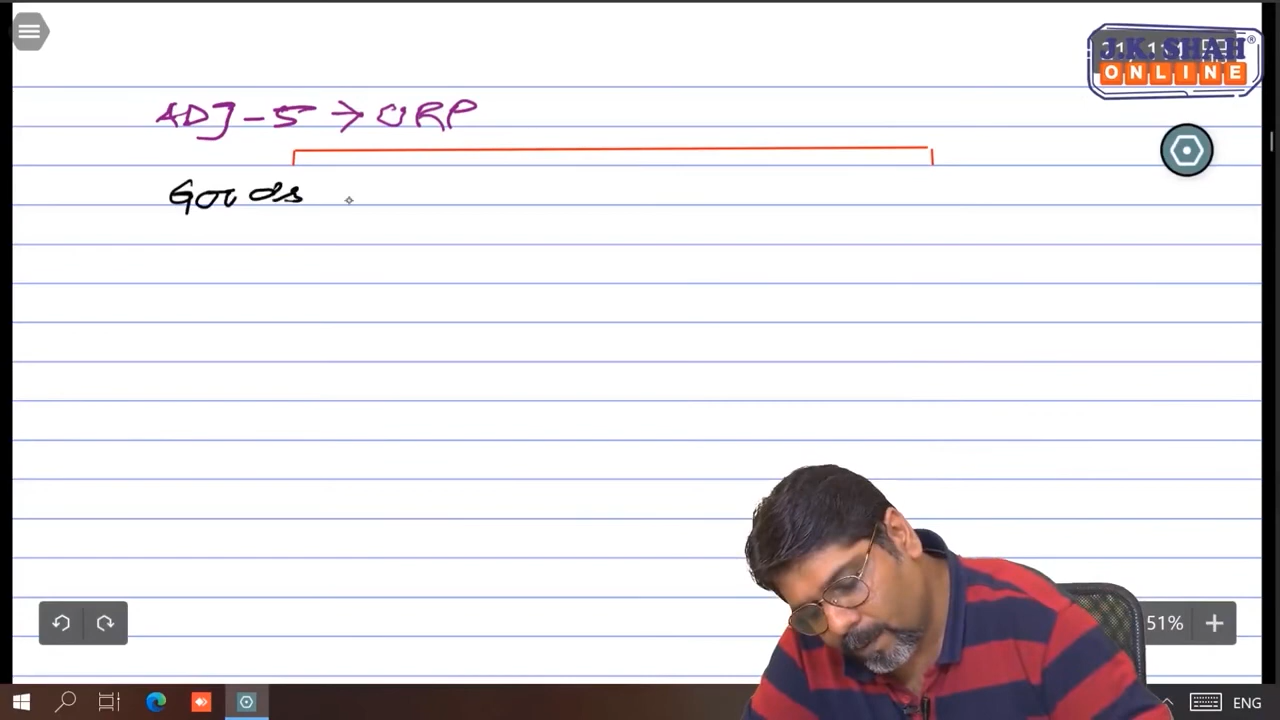 J.K. SHAH®
ONLINE
ADJ-5 → URP
Goods
51%
ENG